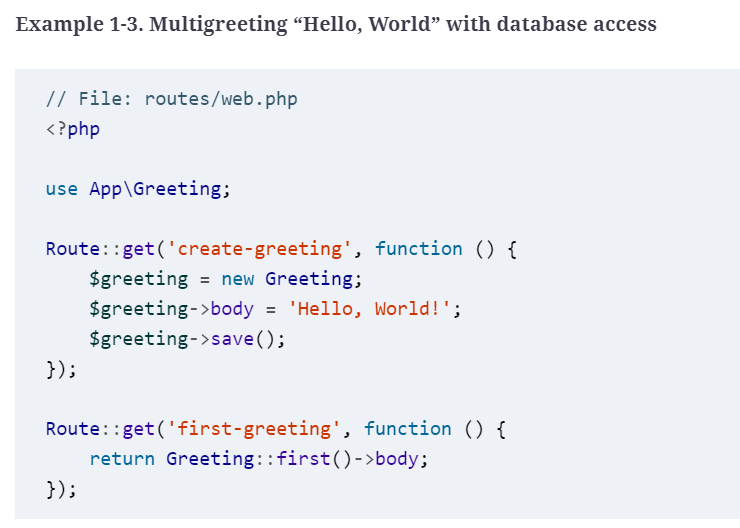 Example 1-3. Multigreeting “Hello, World” with database access
// File: routes/web.php
<?php
use App\Greeting;
Route::get('create-greeting', function () {
    $greeting = new Greeting;
    $greeting->body = 'Hello, World!';
    $greeting->save();
});
Route::get('first-greeting', function () {
    return Greeting::first()->body;
});